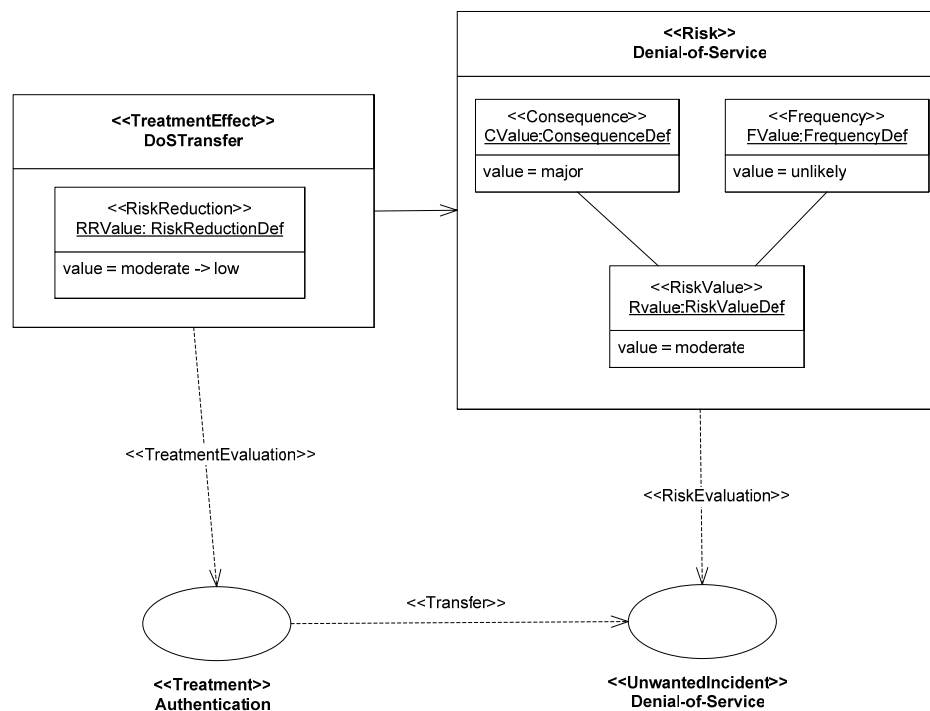 <<Risk>>
Denial-of-Service
<<TreatmentEffect>>
DoSTransfer
<<Consequence>>
CValue:ConsequenceDef
value = major
<<Frequency>>
FValue:FrequencyDef
value = unlikely
<<RiskReduction>>
RRValue: RiskReductionDef
value = moderate -> low
<<RiskValue>>
Rvalue:RiskValueDef
value = moderate
<<TreatmentEvaluation>>
<<RiskEvaluation>>
<<Transfer>>
<<Treatment>>
Authentication
<<UnwantedIncident>>
Denial-of-Service